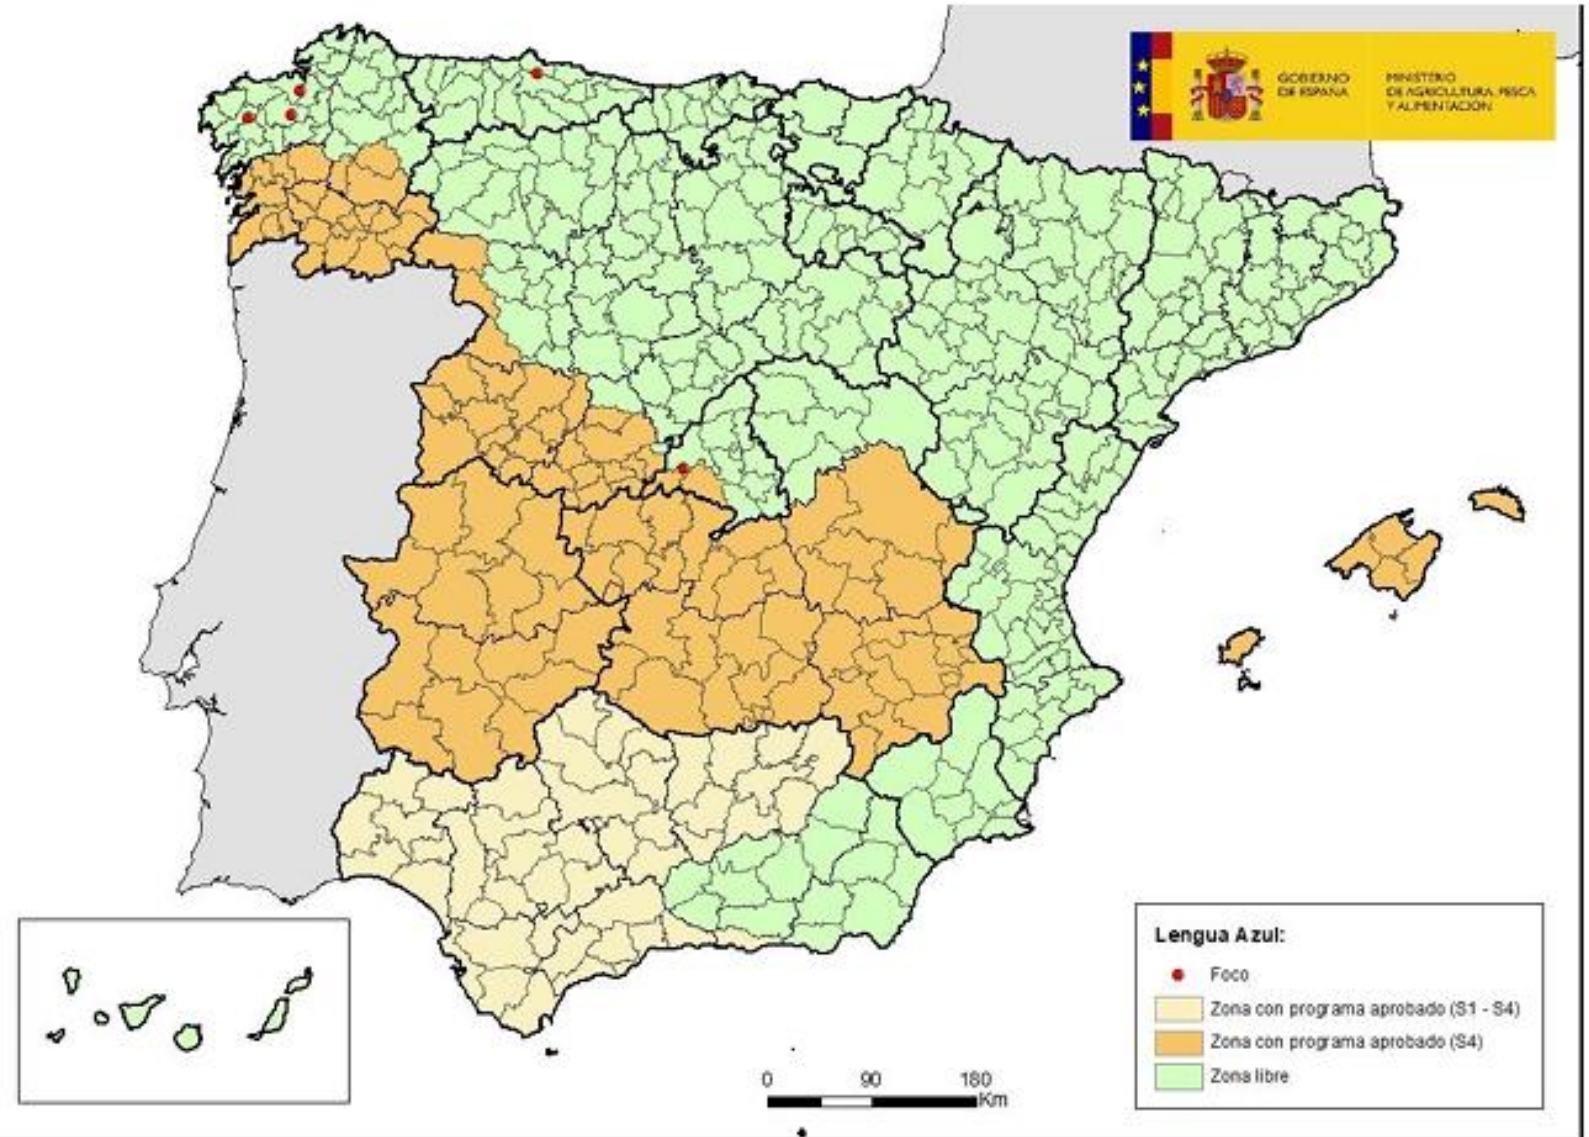 GOBIERNO
DE ESPAÑA
MINISTERIO
DE AGRICULTURA, PESCA
Y ALIMENTACIÓN
Lengua Azul:
Foco
Zona con programa aprobado (S1 - S4)
Zona con programa aprobado (S4)
Zona libre
0 90 180
Km